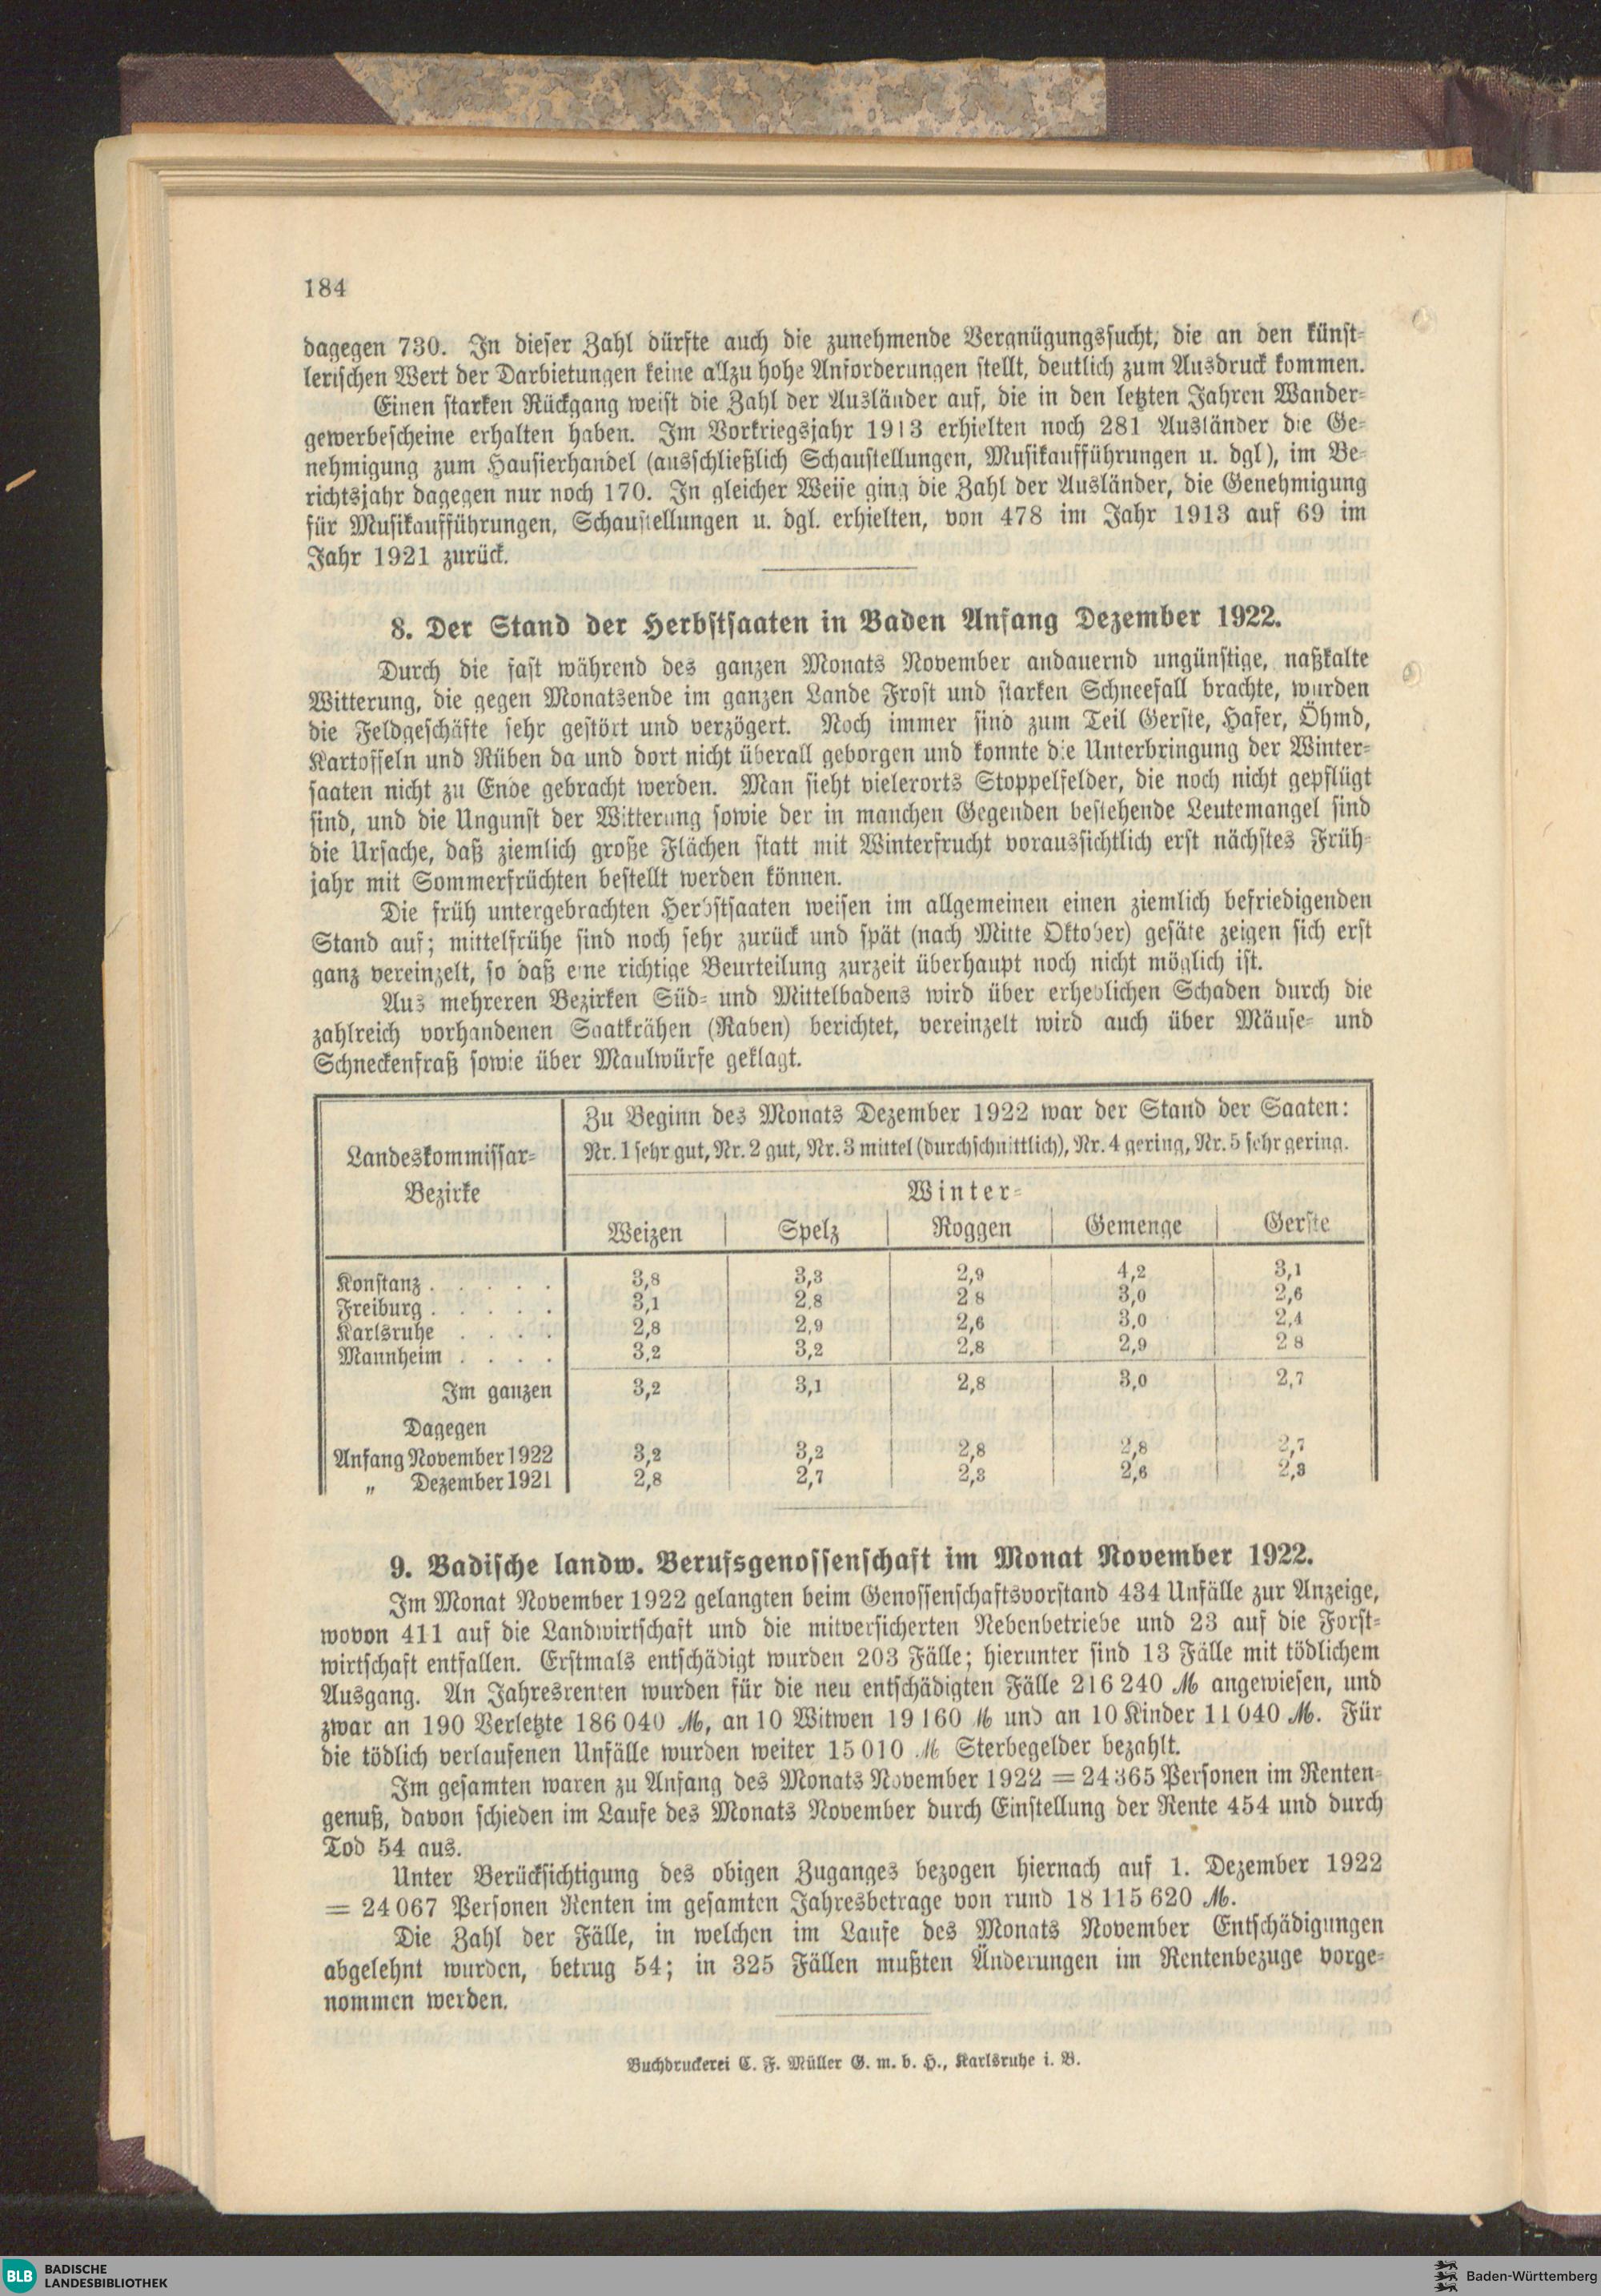 184
dagegen 730. In dieser Zahl dürfte auch die zunehmende Vergnügungssucht, die an den künst-
lerischen Wert der Darbietungen keine allzu hohe Anforderungen stellt, deutlich zum Ausdruck kommen.
Einen starken Rückgang weist die Zahl der Ausländer auf, die in den letzten Jahren Wander-
gewerbescheine erhalten haben. Im Vorkriegsjahr 1913 erhielten noch 281 Ausländer die Ge-
nehmigung zum Hausierhandel (ausschließlich Schaustellungen, Musikaufführungen u. dgl), im Be-
richtsjahr dagegen nur noch 170. In gleicher Weise ging die Zahl der Ausländer, die Genehmigung
für Musikaufführungen, Schaustellungen u. dgl. erhielten, von 478 im Jahr 1913 auf 69 im
Jahr 1921 zurück.
8. Der Stand der Herbstsaaten in Baden Anfang Dezember 1922.
Durch die fast während des ganzen Monats November andauernd ungünstige, naßkalte
Witterung, die gegen Monatsende im ganzen Lande Frost und starken Schneefall brachte, wurden
die Feldgeschäfte sehr gestört und verzögert. Noch immer sind zum Teil Gerste, Hafer, Öhmd,
Kartoffeln und Rüben da und dort nicht überall geborgen und konnte die Unterbringung der Winter-
saaten nicht zu Ende gebracht werden. Man sieht vielerorts Stoppelfelder, die noch nicht gepflügt
sind, und die Ungunst der Witterung sowie der in manchen Gegenden bestehende Leutemangel sind
die Ursache, daß ziemlich große Flächen statt mit Winterfrucht voraussichtlich erst nächstes Früh-
jahr mit Sommerfrüchten bestellt werden können.
Die früh untergebrachten Herbstsaaten weisen im allgemeinen einen ziemlich befriedigenden
Stand auf; mittelfrühe sind noch sehr zurück und spät (nach Mitte Oktober) gesäte zeigen sich erst
ganz vereinzelt, so daß eine richtige Beurteilung zurzeit überhaupt noch nicht möglich ist.
Aus mehreren Bezirken Süd- und Mittelbadens wird über erheblichen Schaden durch die
zahlreich vorhandenen Saatkrähen (Raben) berichtet, vereinzelt wird auch über Mäuse- und
Schneckenfraß sowie über Maulwürfe geklagt.
Landeskommissar-
Bezirke
Zu Beginn des Monats Dezember 1922 war der Stand der Saaten:
Nr. 1 sehr gut, Nr. 2 gut, Nr. 3 mittel (durchschnittlich), Nr. 4 gering, Nr. 5 sehr gering.
Winter-
Weizen Spelz Roggen Gemenge Gerste
Konstanz . . . . . 3,8 3,3 2,9 4,2 3,1
Freiburg . . . . . 3,1 2,8 2 8 3,0 2,6
Karlsruhe . . . . 2,8 2,9 2,6 3,0 2,4
Mannheim . . . . 3,2 3,2 2,8 2,9 2 8
Im ganzen 3,2 3,1 2,8 3,0 2,7
Dagegen
Anfang November 1922 3,2 3,2 2,8 2,8 2,7
„ Dezember 1921 2,8 2,7 2,3 2,6 2,3
9. Badische landw. Berufsgenossenschaft im Monat November 1922.
Im Monat November 1922 gelangten beim Genossenschaftsvorstand 434 Unfälle zur Anzeige,
wovon 411 auf die Landwirtschaft und die mitversicherten Nebenbetriebe und 23 auf die Forst-
wirtschaft entfallen. Erstmals entschädigt wurden 203 Fälle; hierunter sind 13 Fälle mit tödlichem
Ausgang. An Jahresrenten wurden für die neu entschädigten Fälle 216 240 ℳ angewiesen, und
zwar an 190 Verletzte 186 040 ℳ, an 10 Witwen 19 160 ℳ und an 10 Kinder 11 040 ℳ. Für
die tödlich verlaufenen Unfälle wurden weiter 15 010 ℳ Sterbegelder bezahlt.
Im gesamten waren zu Anfang des Monats November 1922 = 24 365 Personen im Renten-
genuß, davon schieden im Laufe des Monats November durch Einstellung der Rente 454 und durch
Tod 54 aus.
Unter Berücksichtigung des obigen Zuganges bezogen hiernach auf 1. Dezember 1922
= 24 067 Personen Renten im gesamten Jahresbetrage von rund 18 115 620 ℳ.
Die Zahl der Fälle, in welchen im Laufe des Monats November Entschädigungen
abgelehnt wurden, betrug 54; in 325 Fällen mußten Änderungen im Rentenbezuge vorge-
nommen werden.
Buchdruckerei C. F. Müller G. m. b. H., Karlsruhe i. B.
BLB BADISCHE
LANDESBIBLIOTHEK
Baden-Württemberg